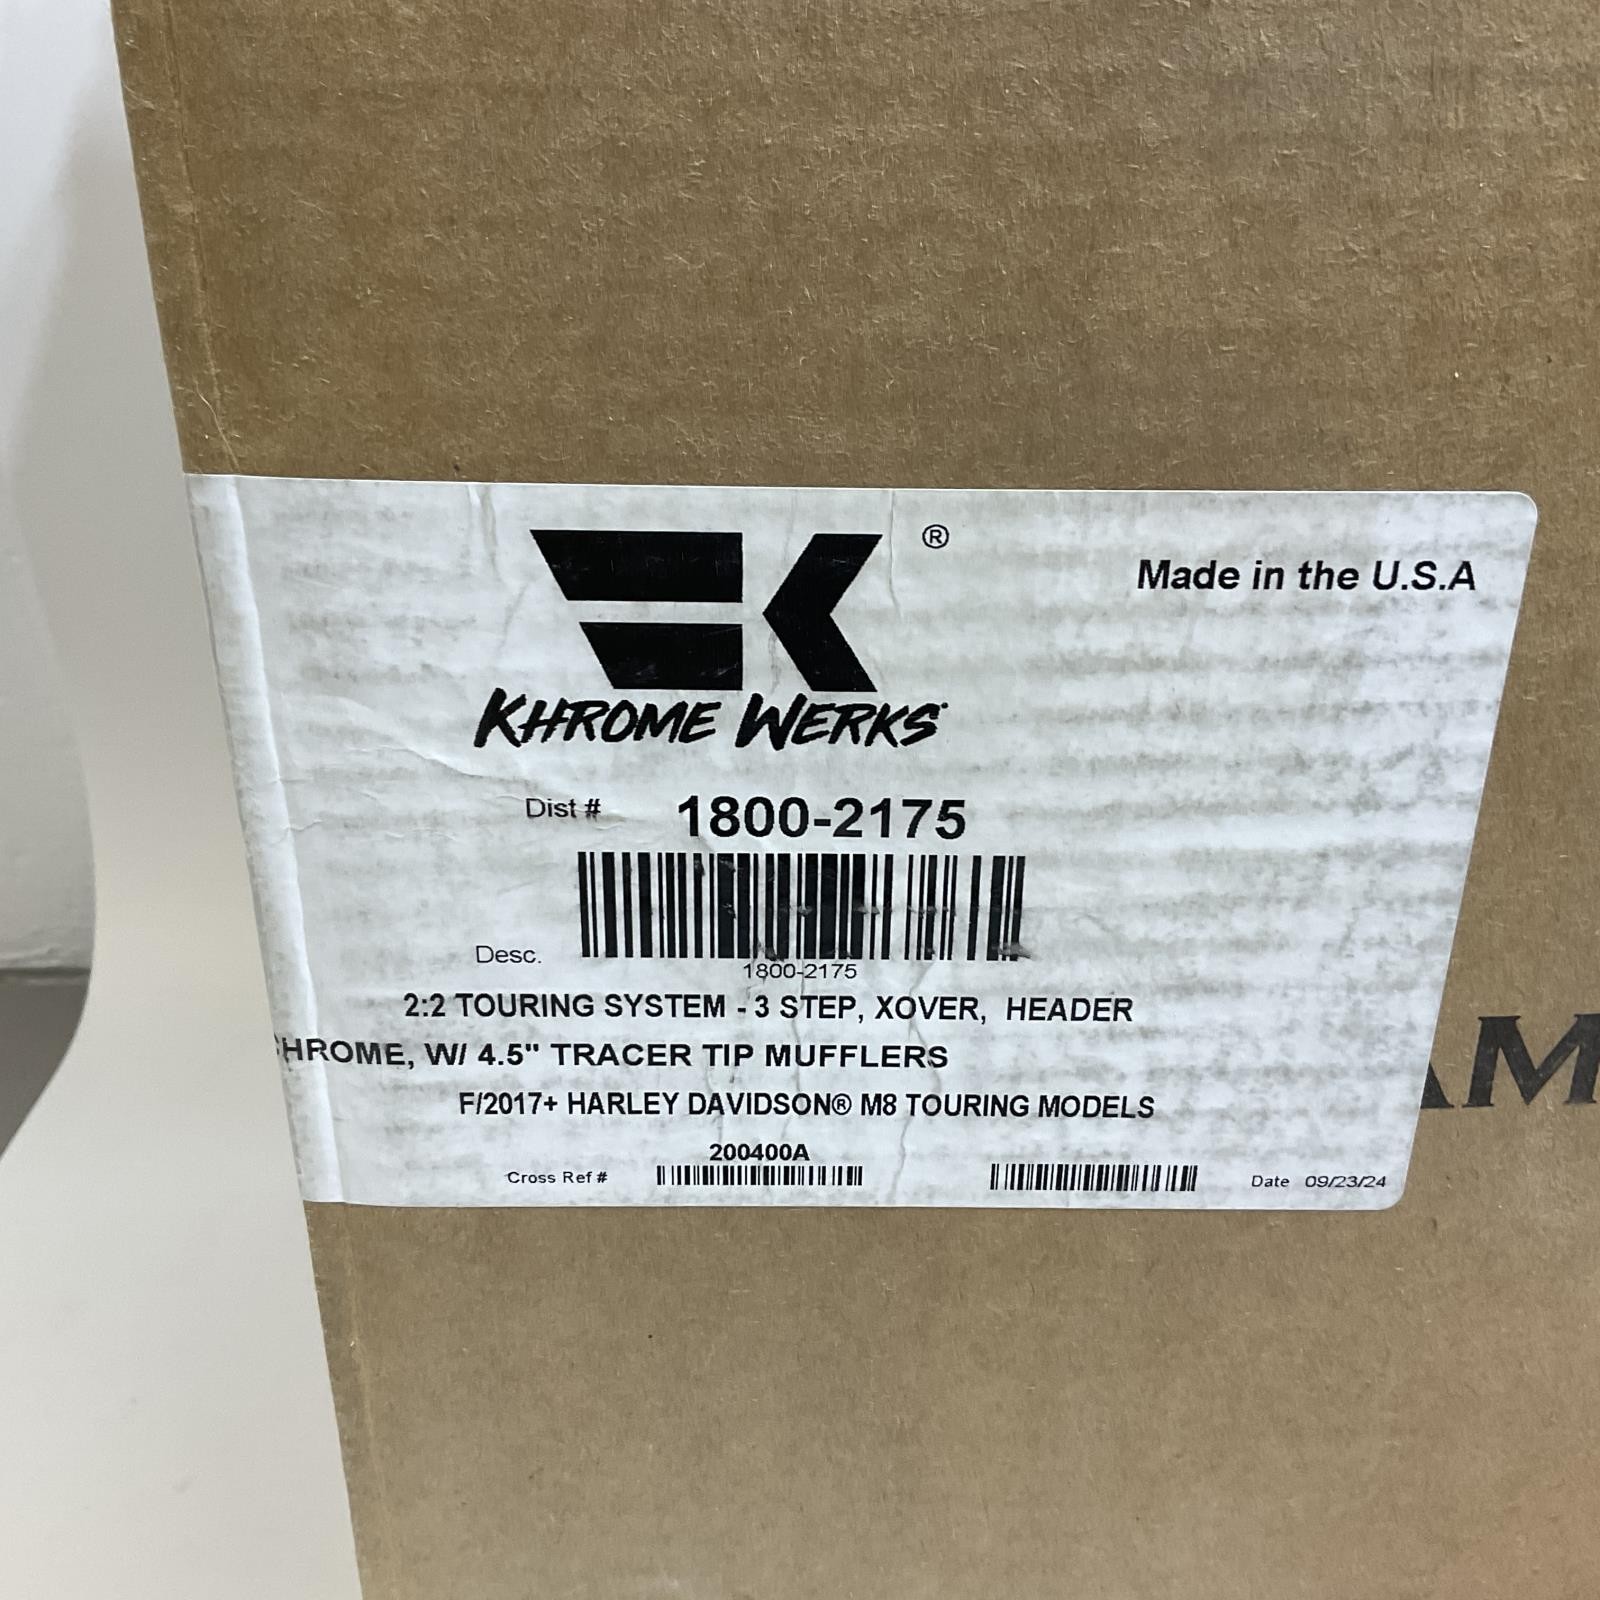 ®
Made in the U.S.A
KHROME WERKS
Dist # 1800-2175
Desc.
1800-2175
2:2 TOURING SYSTEM - 3 STEP, XOVER, HEADER
CHROME, W/ 4.5" TRACER TIP MUFFLERS
F/2017+ HARLEY DAVIDSON® M8 TOURING MODELS
200400A
Cross Ref #
Date 09/23/24
AM